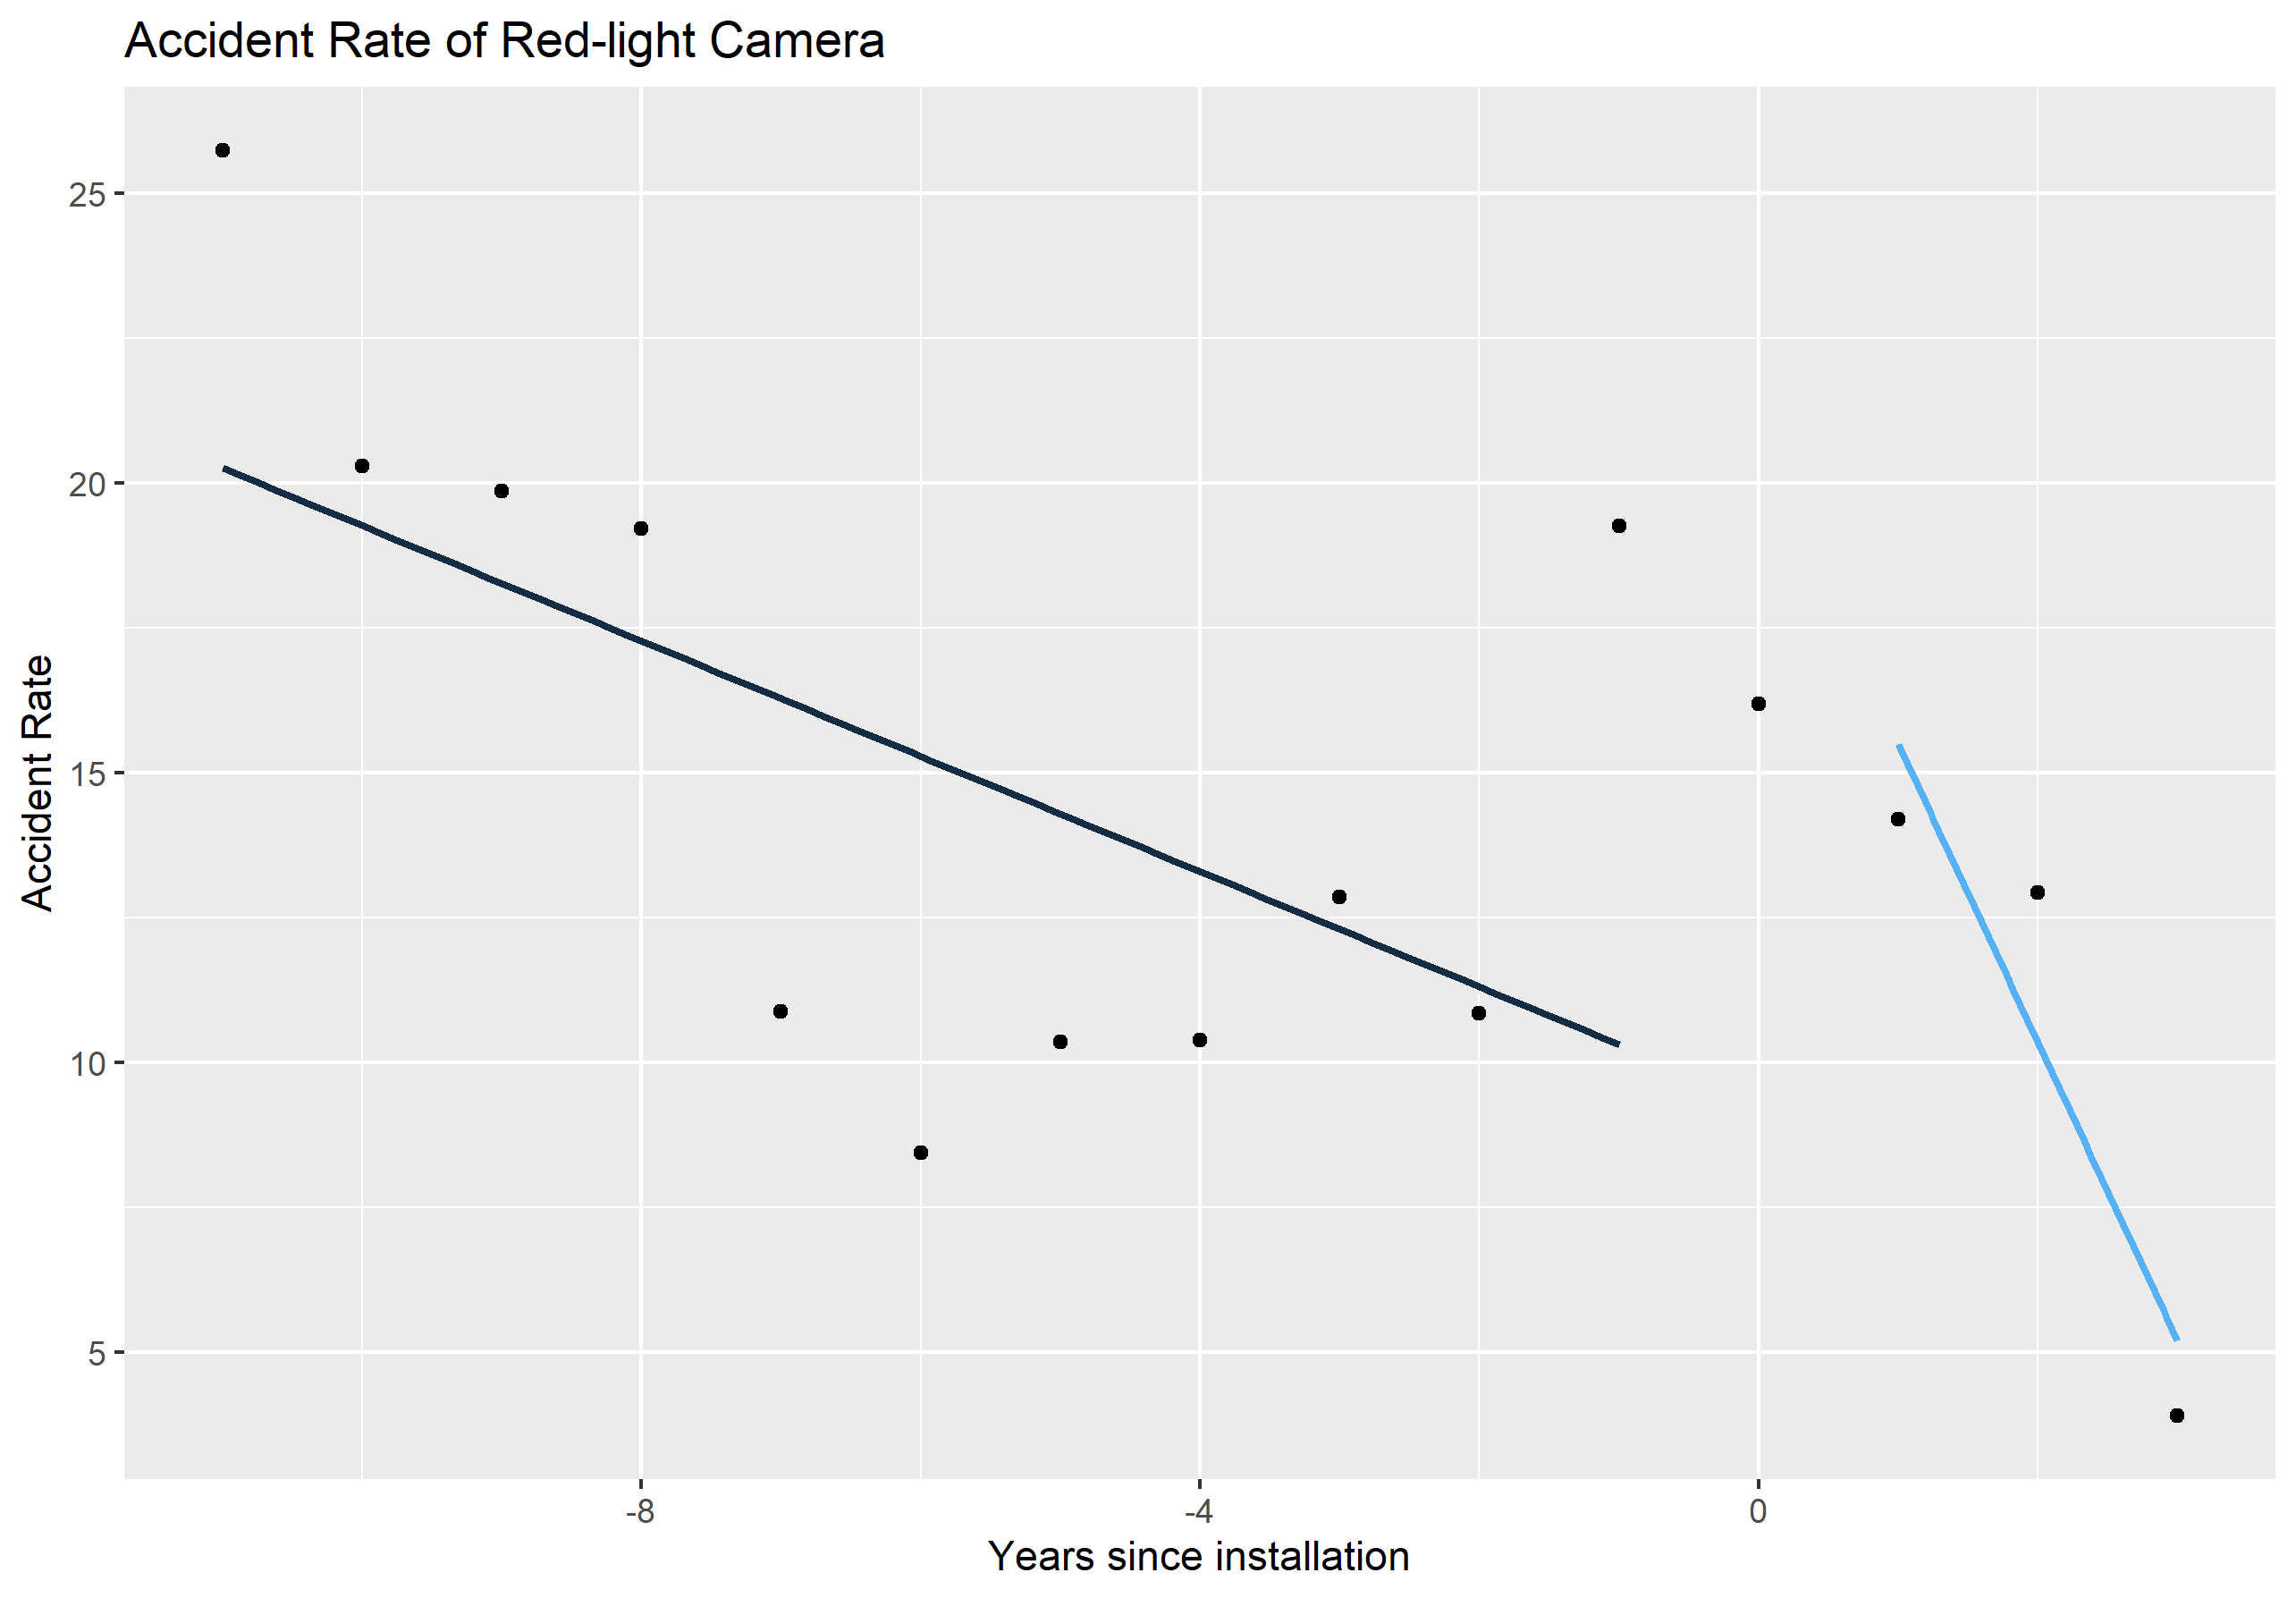 Accident Rate of Red-light Camera
25
20
15
10
5
Accident Rate
-8
-4
0
Years since installation